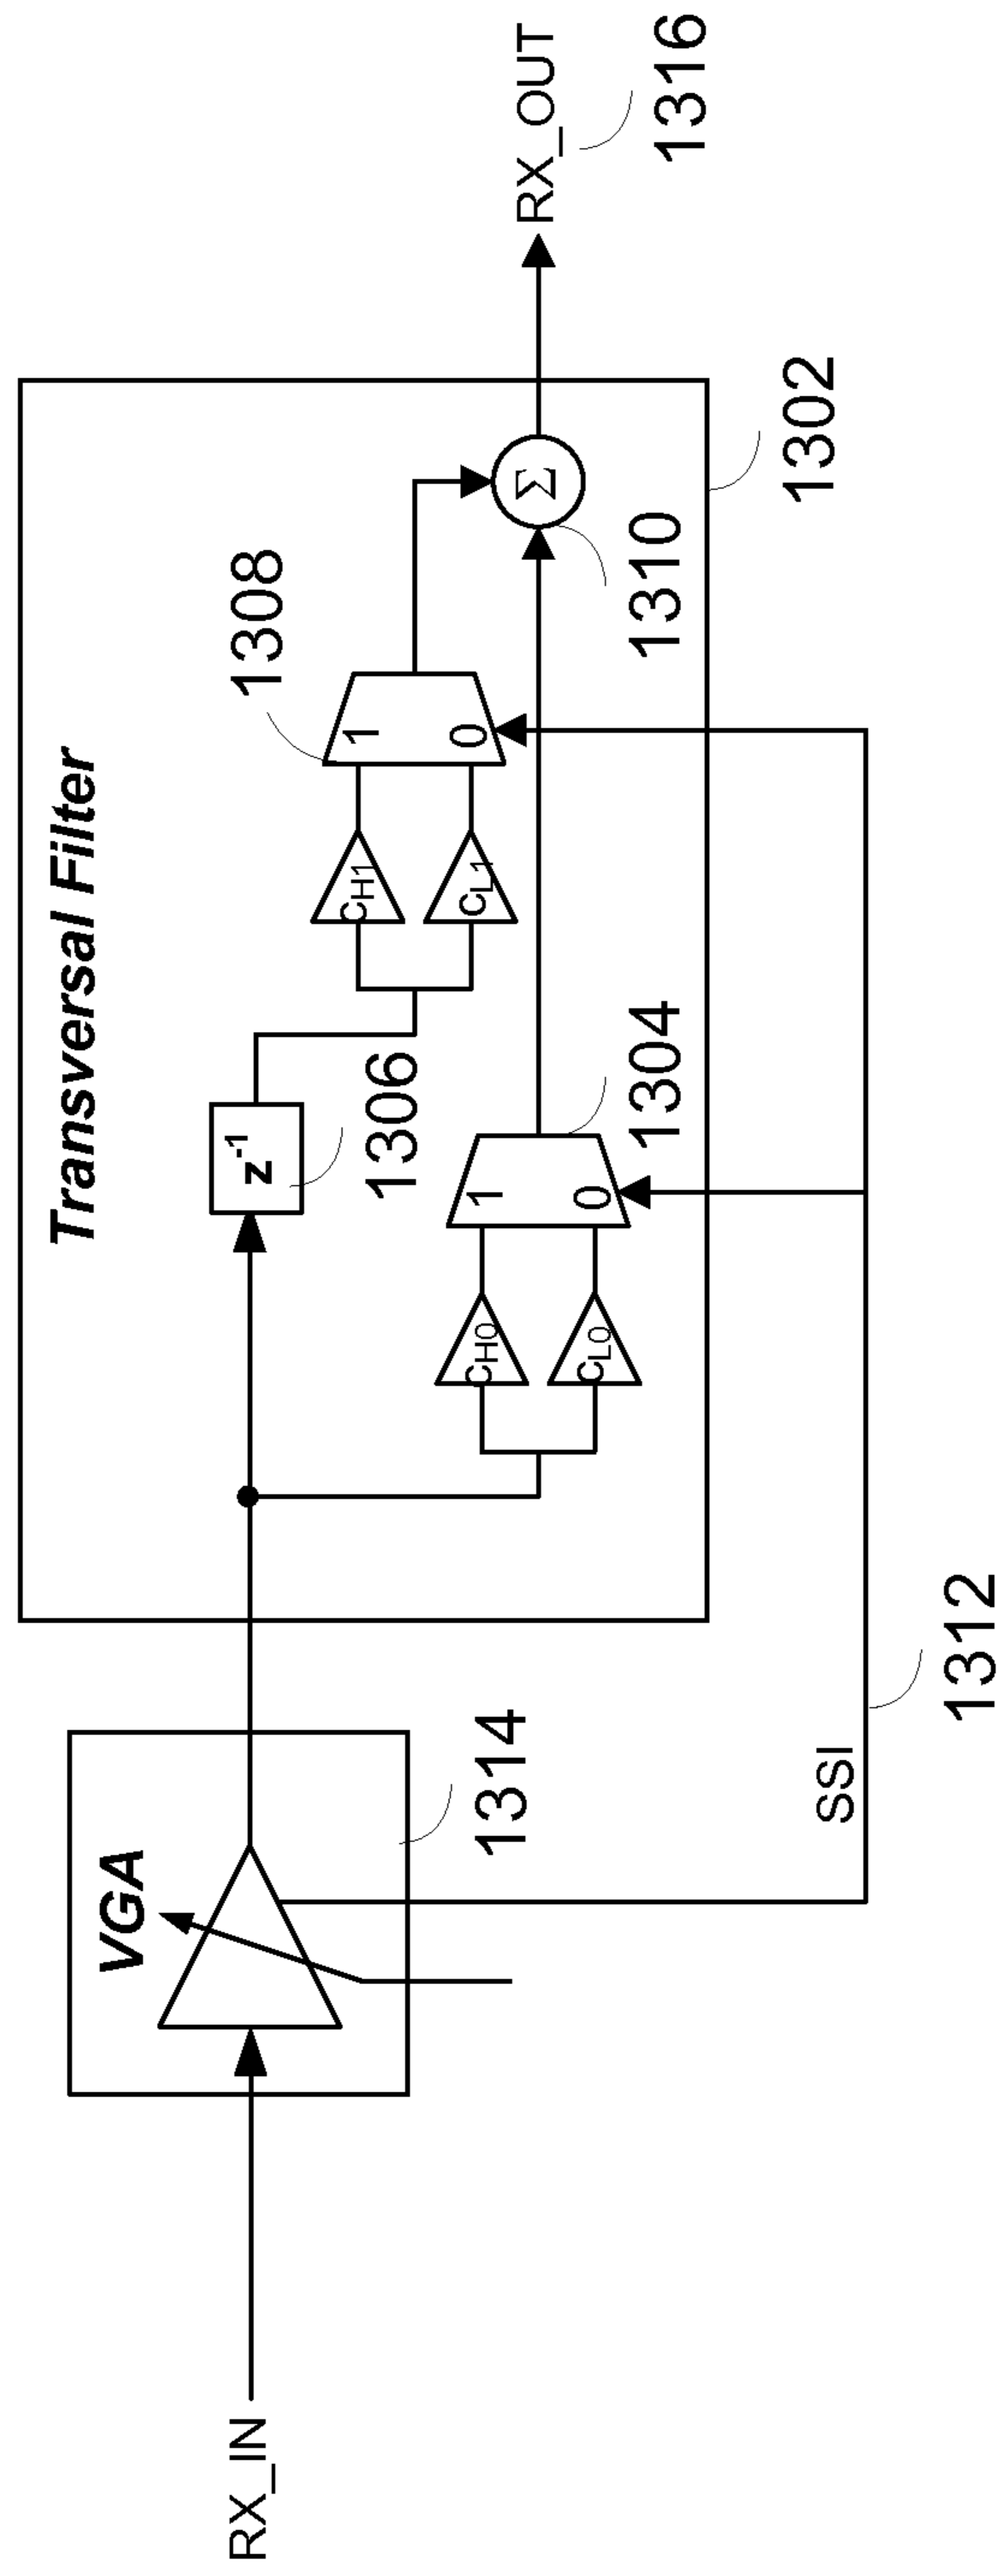 Transversal Filter
VGA
RX_IN
1314
z-1
1306
CH1
CL1
1
0
1308
CH0
CL0
1
0
1304
Σ
1310
RX_OUT
1316
1302
SSI
1312